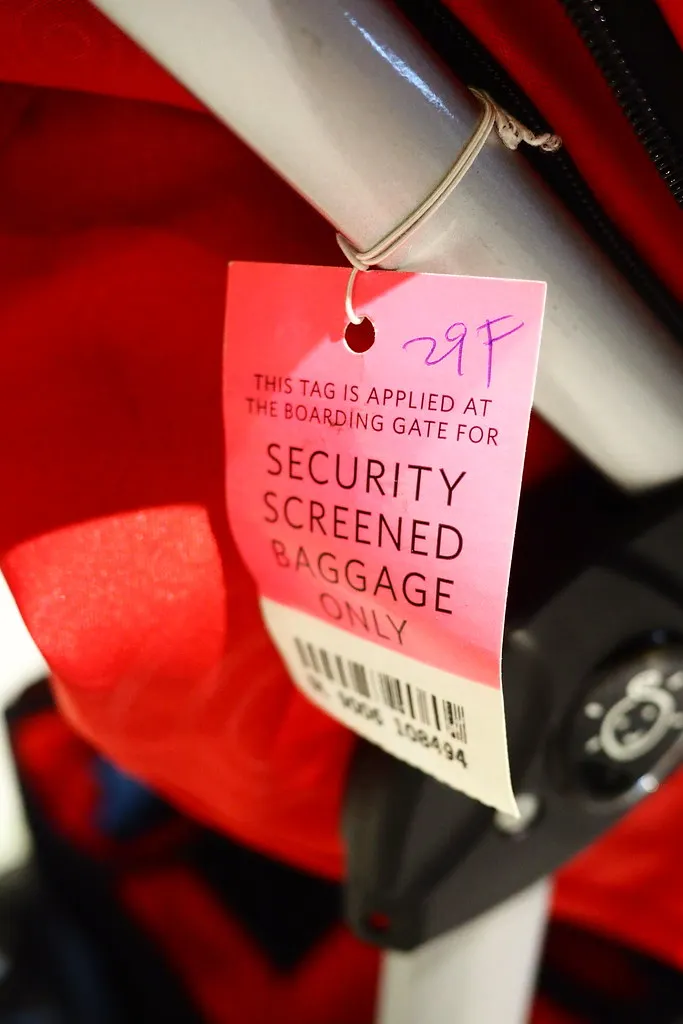 29F
THIS TAG IS APPLIED AT
THE BOARDING GATE FOR
SECURITY
SCREENED
BAGGAGE
ONLY
9006 108494